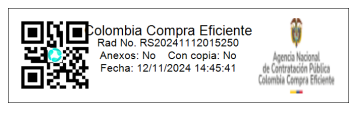 Colombia Compra Eficiente
Rad No. RS20241112015250
Anexos: No Con copia: No
Fecha: 12/11/2024 14:45:41
Agencia Nacional
de Contratación Pública
Colombia Compra Eficiente